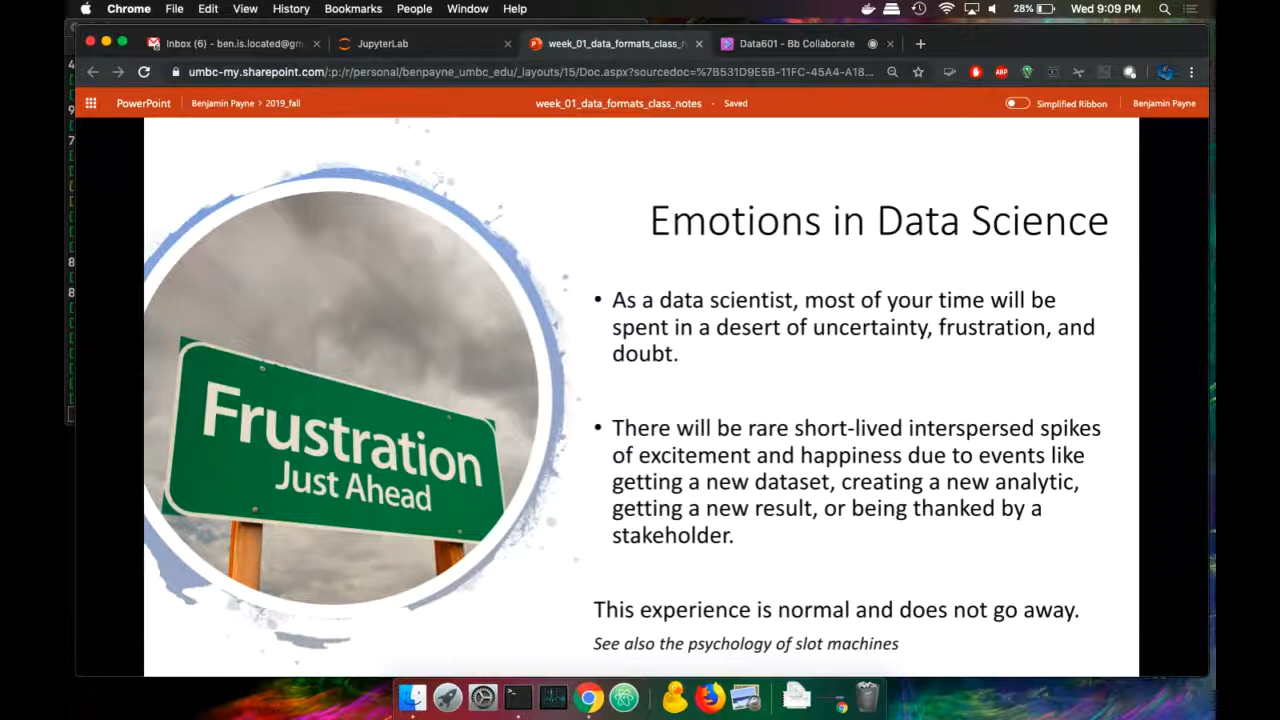 Chrome File Edit View History Bookmarks People Window Help 28% Wed 9:09 PM
Inbox (6) - ben.is.located@gm JupyterLab week_01_data_formats_class_ Data601 - Bb Collaborate
umbc-my.sharepoint.com/:p:/r/personal/benpayne_umbc_edu/_layouts/15/Doc.aspx?sourcedoc=%7B531D9E5B-11FC-45A4-A18...
PowerPoint Benjamin Payne > 2019_fall week_01_data_formats_class_notes - Saved Simplified Ribbon Benjamin Payne
Emotions in Data Science
• As a data scientist, most of your time will be
spent in a desert of uncertainty, frustration, and
doubt.
• There will be rare short-lived interspersed spikes
of excitement and happiness due to events like
getting a new dataset, creating a new analytic,
getting a new result, or being thanked by a
stakeholder.
This experience is normal and does not go away.
See also the psychology of slot machines
Frustration
Just Ahead